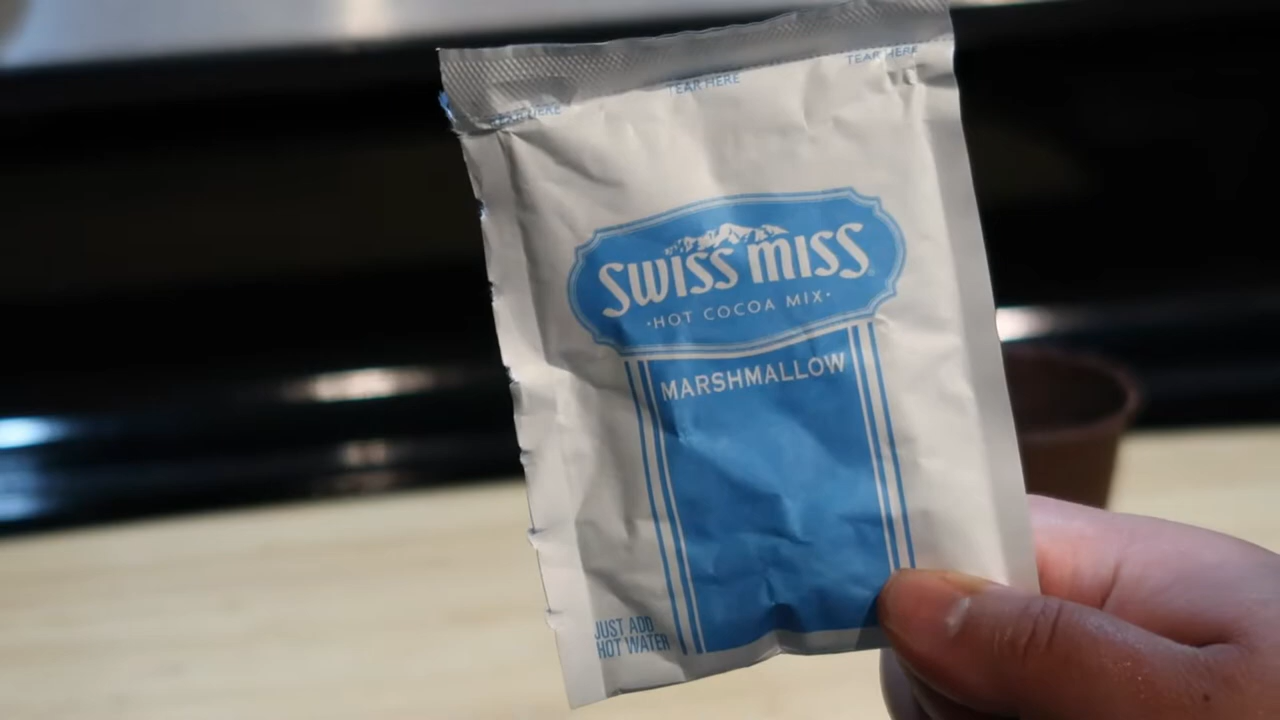 TEAR HERE TEAR HERE TEAR HERE
SWISS MISS®
·HOT COCOA MIX·
MARSHMALLOW
JUST ADD
HOT WATER